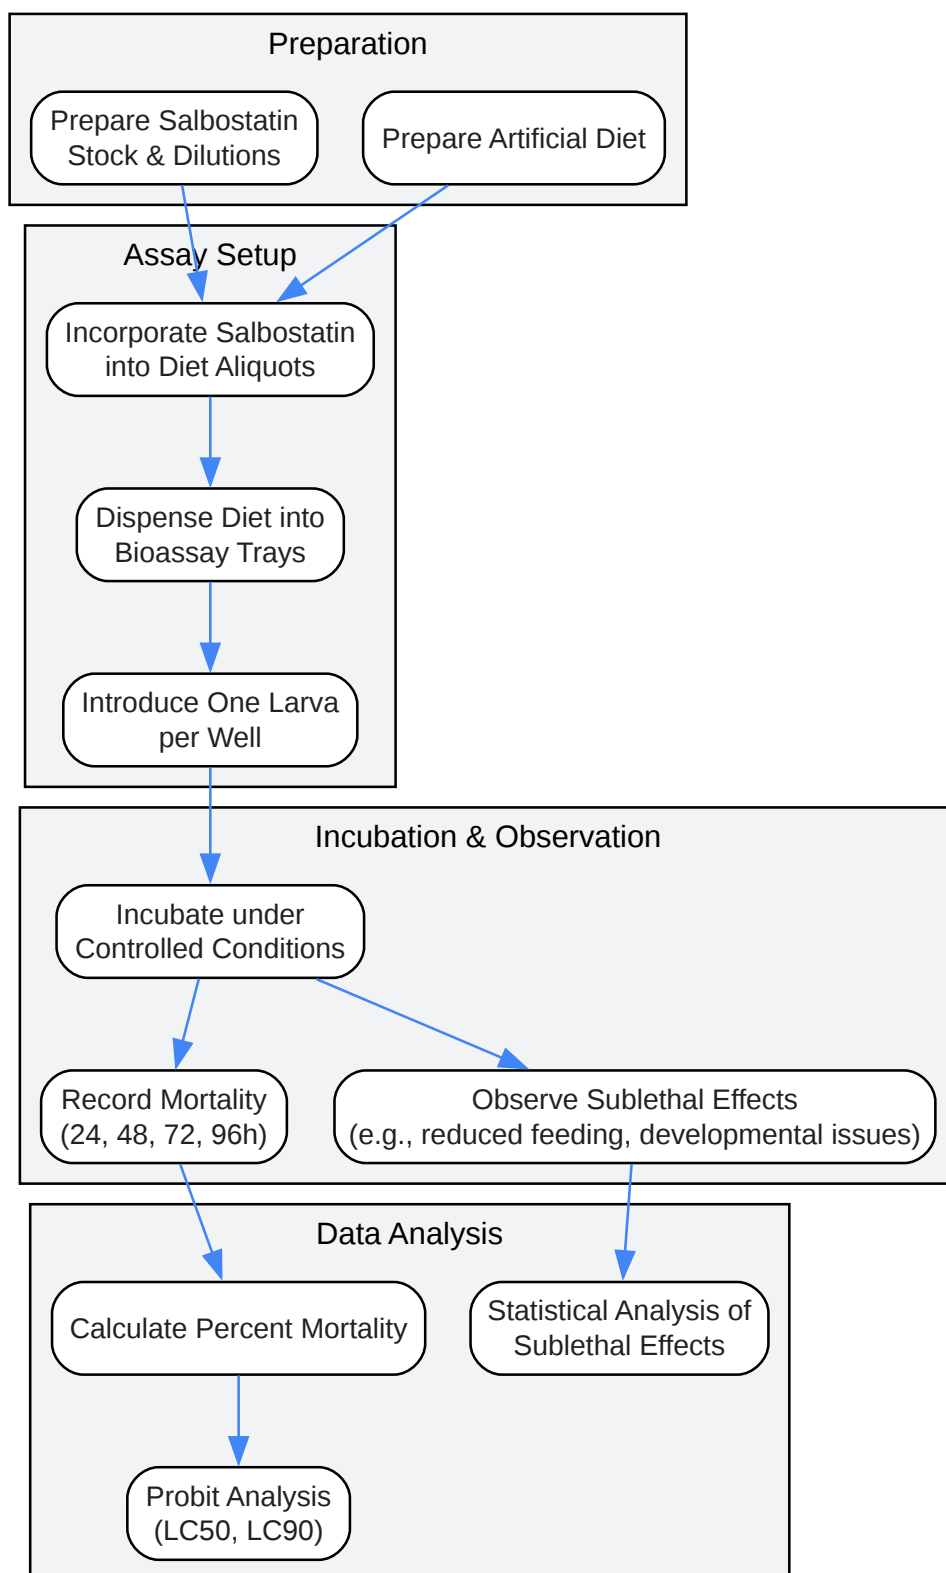 Preparation
Prepare Salbostatin
Stock & Dilutions
Prepare Artificial Diet
Assay Setup
Incorporate Salbostatin
into Diet Aliquots
Dispense Diet into
Bioassay Trays
Introduce One Larva
per Well
Incubation & Observation
Incubate under
Controlled Conditions
Record Mortality
(24, 48, 72, 96h)
Observe Sublethal Effects
(e.g., reduced feeding, developmental issues)
Data Analysis
Calculate Percent Mortality
Statistical Analysis of
Sublethal Effects
Probit Analysis
(LC50, LC90)